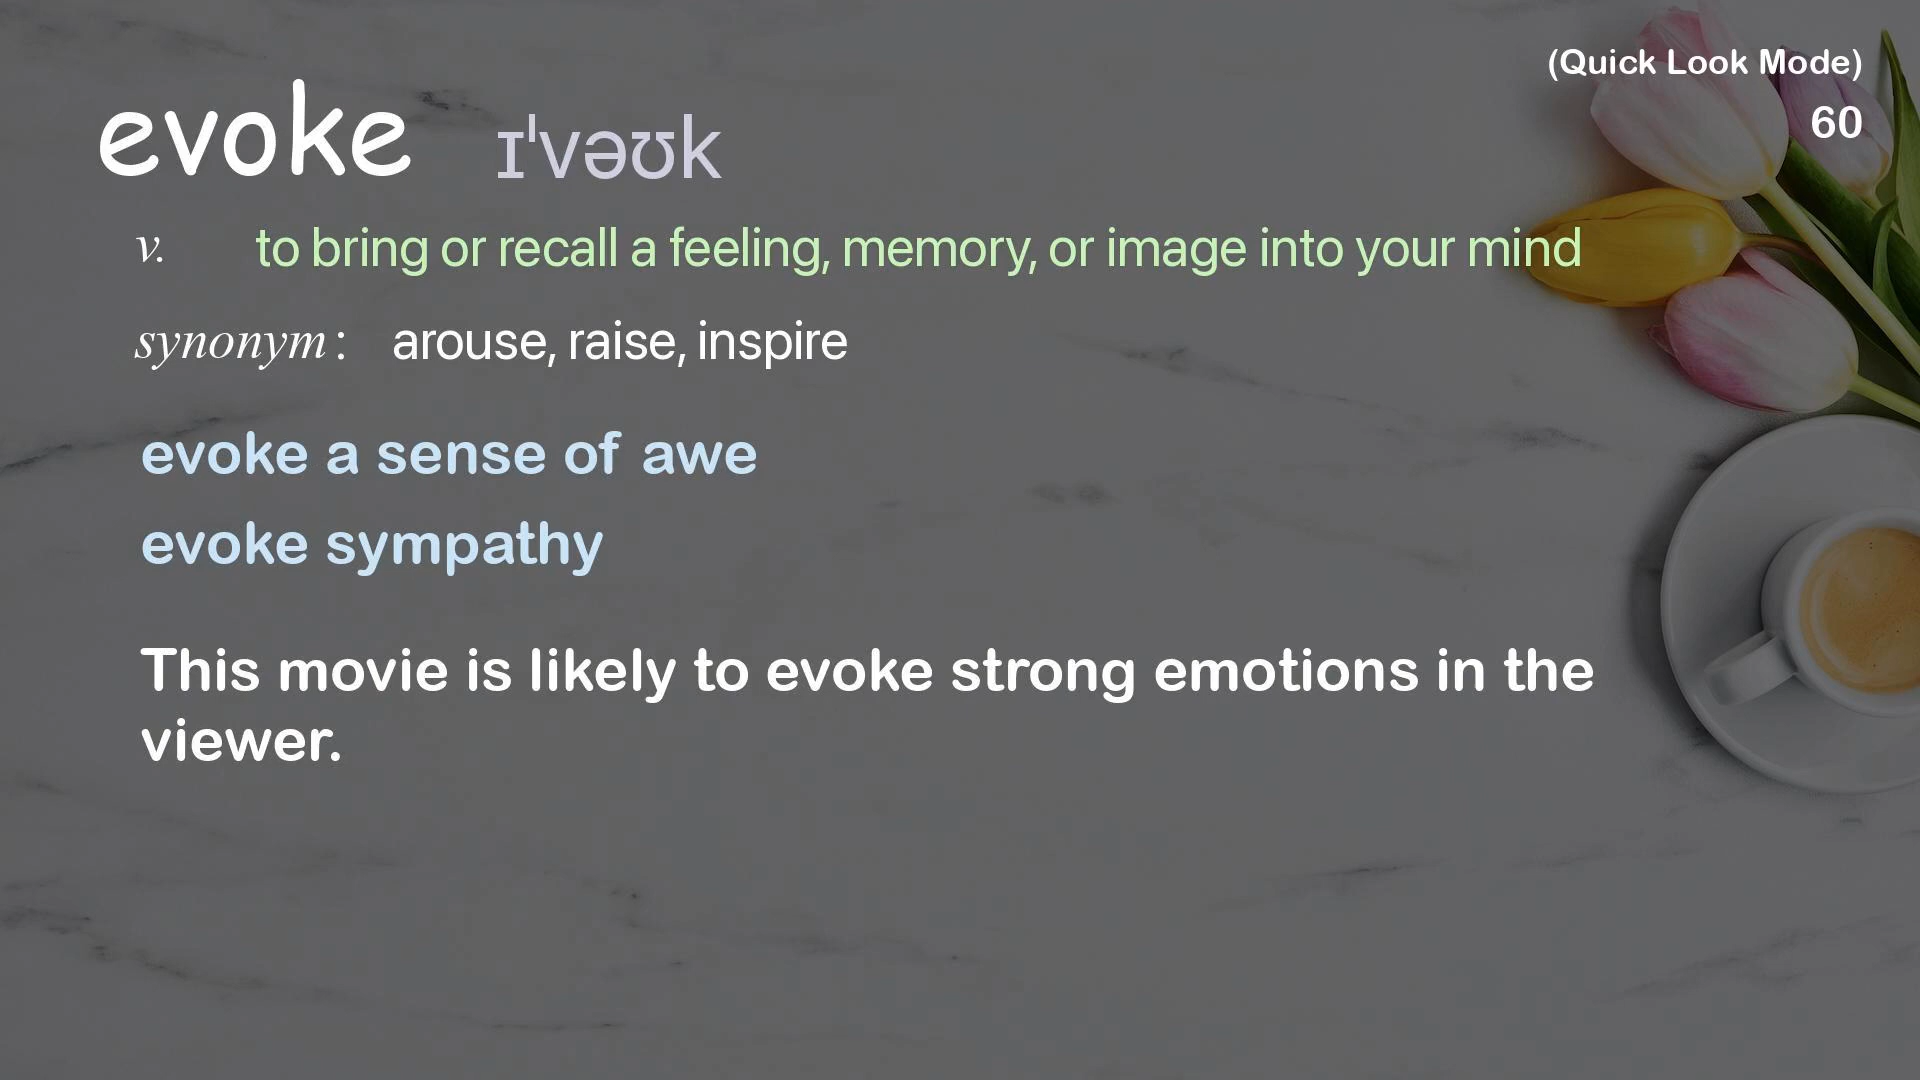 (Quick Look Mode)
60
evoke ɪˈvəʊk
v. to bring or recall a feeling, memory, or image into your mind
synonym : arouse, raise, inspire
evoke a sense of awe
evoke sympathy
This movie is likely to evoke strong emotions in the
viewer.